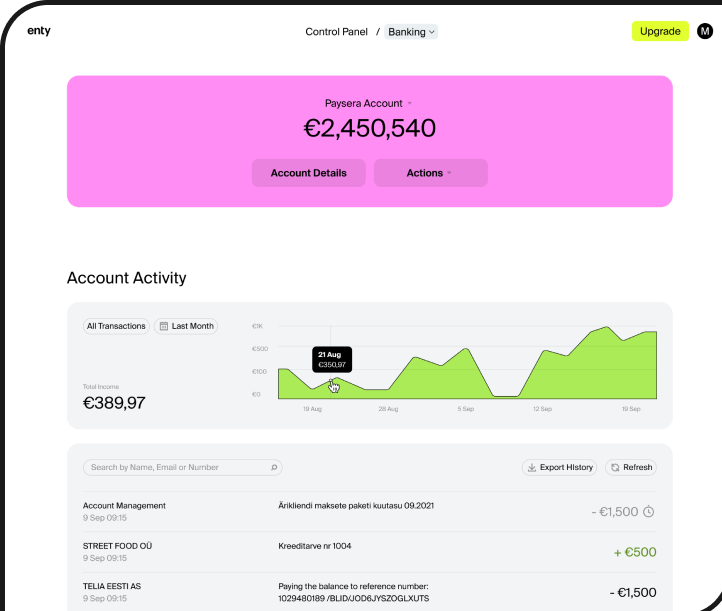 enty
Control Panel / Banking
Upgrade
M
Paysera Account
€2,450,540
Account Details
Actions
Account Activity
All Transactions
Last Month
Total Income
€389,97
€1K
€500
€100
€0
21 Aug
€350,97
19 Aug
28 Aug
5 Sep
12 Sep
19 Sep
Search by Name, Email or Number
Export HIstory
Refresh
Account Management
9 Sep 09:15
Ärikliendi maksete paketi kuutasu 09.2021
- €1,500
STREET FOOD OÜ
9 Sep 09:15
Kreeditarve nr 1004
+ €500
TELIA EESTI AS
9 Sep 09:15
Paying the balance to reference number:
1029480189 /BLID/JOD6JYSZOGLXUTS
- €1,500